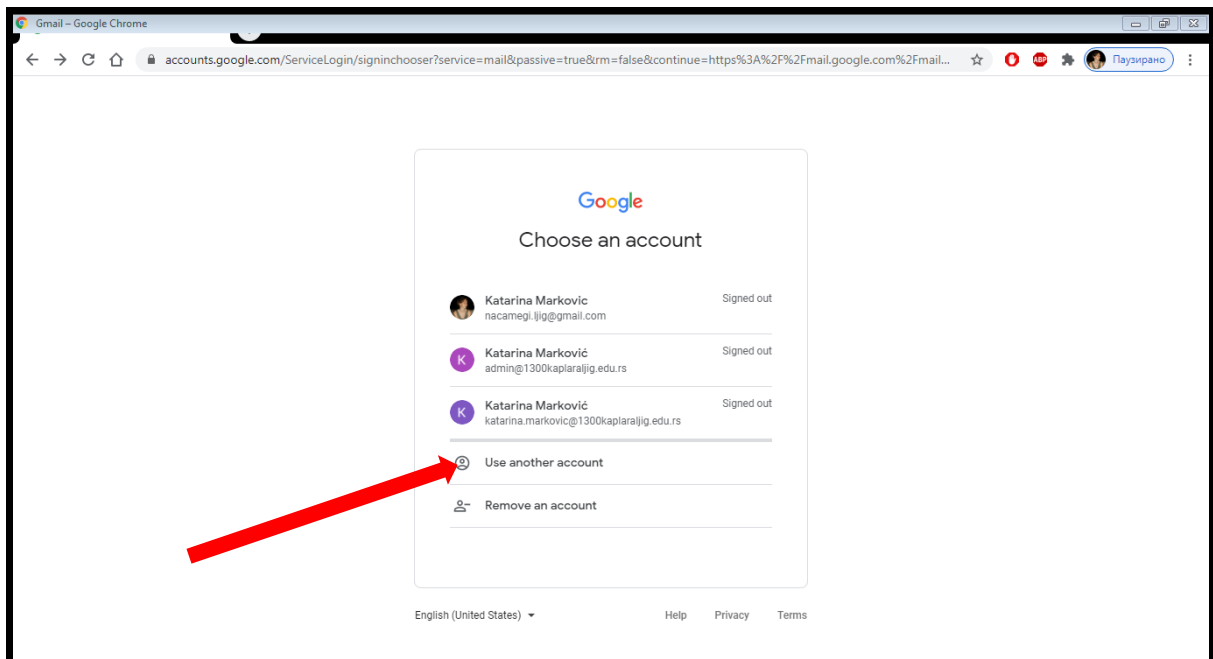 Gmail – Google Chrome
accounts.google.com/ServiceLogin/signinchooser?service=mail&passive=true&rm=false&continue=https%3A%2F%2Fmail.google.com%2Fmail...
ABP
Паузирано
Google
Choose an account
Katarina Markovic
Signed out
nacamegi.ljig@gmail.com
K
Katarina Marković
Signed out
admin@1300kaplaraljig.edu.rs
K
Katarina Marković
Signed out
katarina.markovic@1300kaplaraljig.edu.rs
Use another account
Remove an account
English (United States)
Help
Privacy
Terms